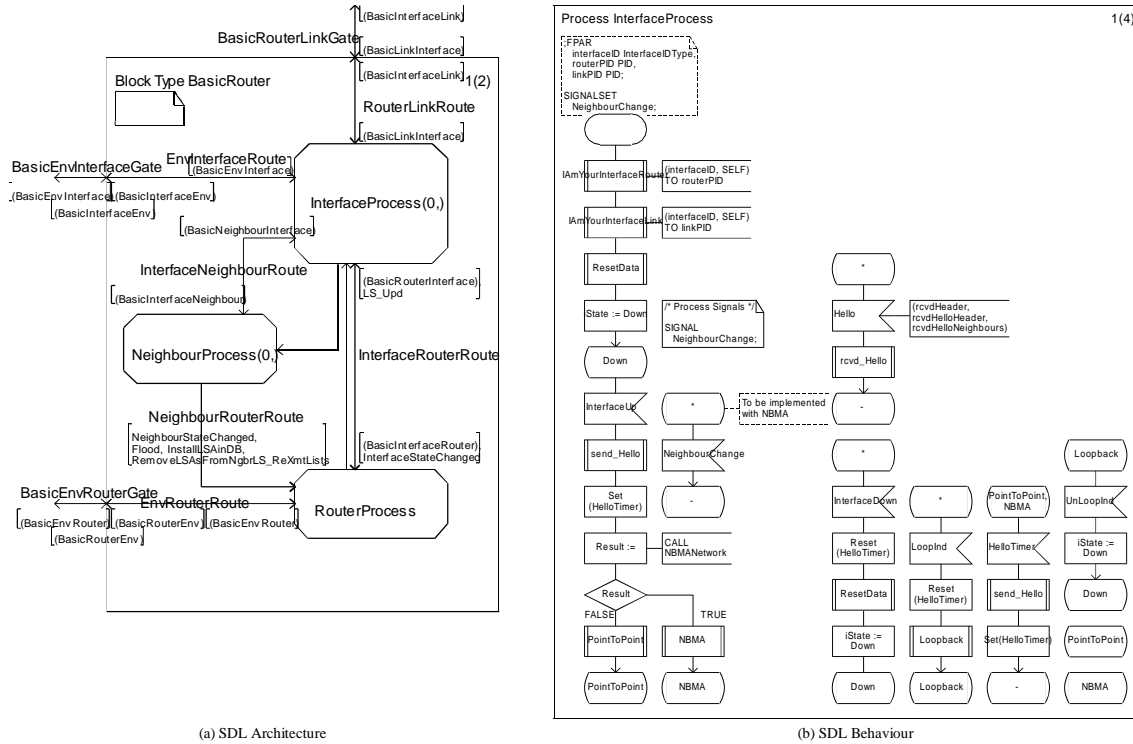 (BasicInterfaceLink)
BasicRouterLinkGate
(BasicLinkInterface)
(BasicInterfaceLink)
1(2)
Block Type BasicRouter
RouterLinkRoute
(BasicLinkInterface)
EnvInterfaceRoute
(BasicEnvInterface)
BasicEnvInterfaceGate
(BasicEnvInterface)
(BasicInterfaceEnv)
(BasicInterfaceEnv)
InterfaceProcess(0,)
(BasicNeighbourInterface)
InterfaceNeighbourRoute
(BasicInterfaceNeighbour)
(BasicRouterInterface),
LS_Upd
NeighbourProcess(0,)
InterfaceRouterRoute
NeighbourRouterRoute
NeighbourStateChanged,
Flood, InstallLSAinDB,
RemoveLSAsFromNgbrLS_ReXmtLists
(BasicInterfaceRouter),
InterfaceStateChanged
BasicEnvRouterGate
EnvRouterRoute
(BasicEnvRouter)
(BasicRouterEnv)
(BasicEnvRouter)
(BasicRouterEnv)
RouterProcess
(a) SDL Architecture
Process InterfaceProcess
1(4)
;FPAR
interfaceID InterfaceIDType,
routerPID PID,
linkPID PID;
SIGNALSET
NeighbourChange;
IAmYourInterfaceRouter
(interfaceID, SELF)
TO routerPID
IAmYourInterfaceLink
(interfaceID, SELF)
TO linkPID
ResetData
State := Down
/* Process Signals */
SIGNAL
NeighbourChange;
Down
InterfaceUp
send_Hello
Set
(HelloTimer)
Result :=
CALL
NBMANetwork
Result
FALSE
TRUE
PointToPoint
NBMA
PointToPoint
NBMA
*
To be implemented
with NBMA
NeighbourChange
-
*
Hello
(rcvdHeader,
rcvdHelloHeader,
rcvdHelloNeighbours)
rcvd_Hello
-
*
InterfaceDown
Reset
(HelloTimer)
ResetData
iState :=
Down
Down
*
LoopInd
Reset
(HelloTimer)
Loopback
Loopback
PointToPoint,
NBMA
HelloTimer
send_Hello
Set(HelloTimer)
-
Loopback
UnLoopInd
iState :=
Down
Down
PointToPoint
NBMA
(b) SDL Behaviour